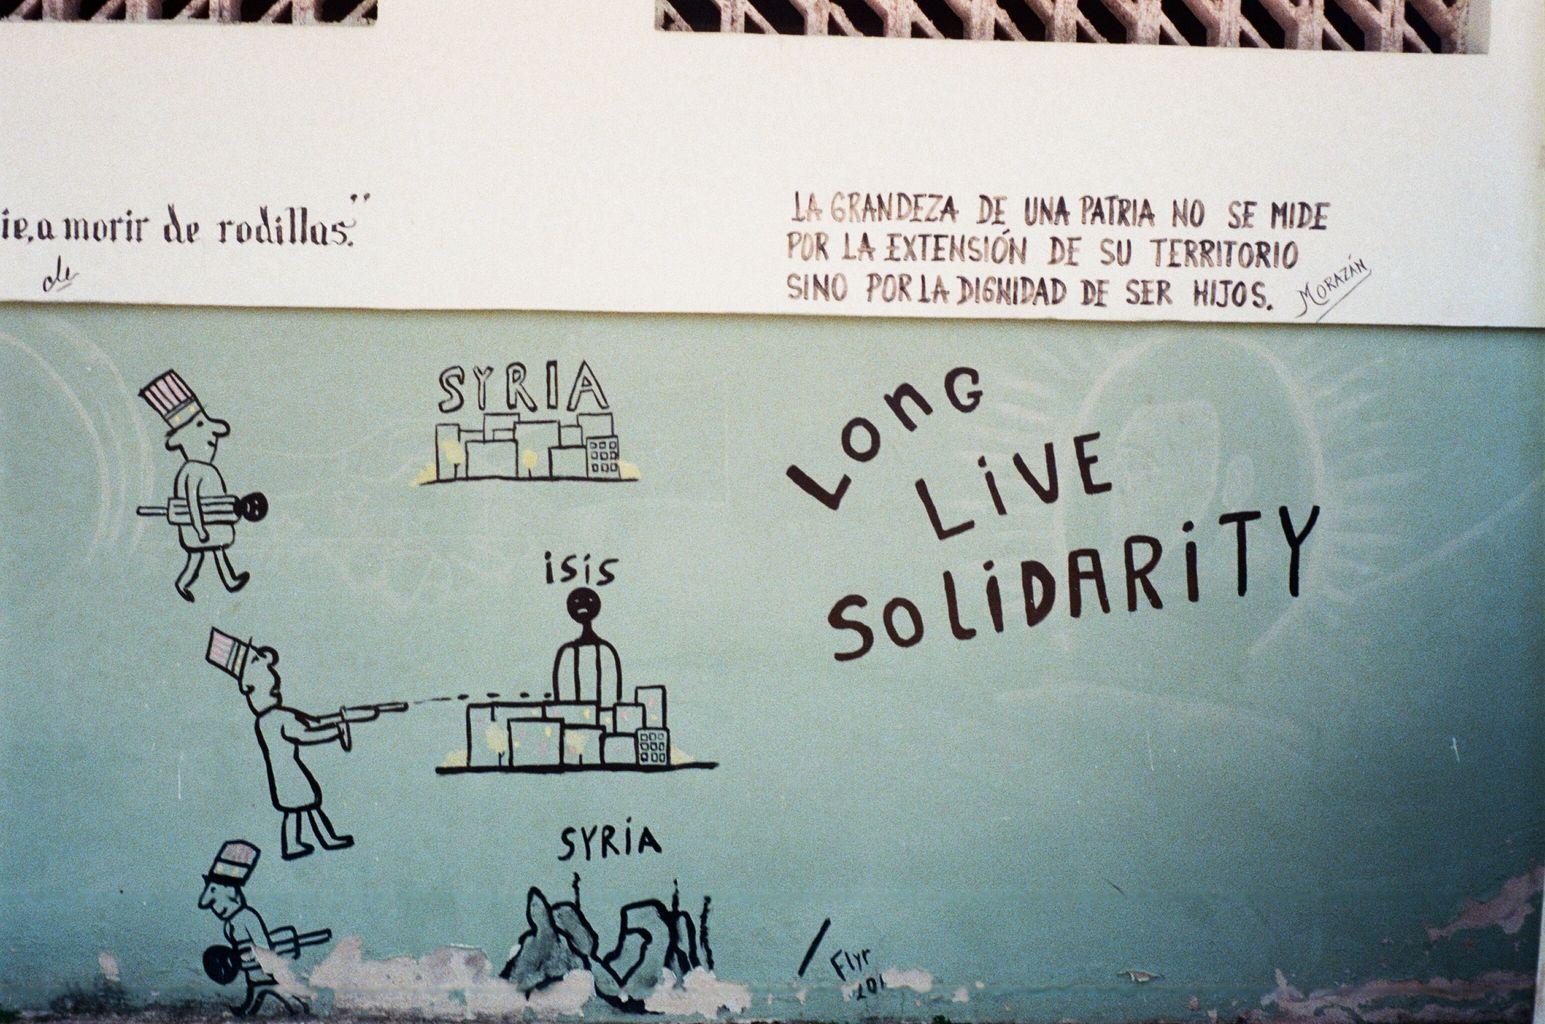 ie, a morir de rodillas."
LA GRANDEZA DE UNA PATRIA NO SE MIDE
POR LA EXTENSIÓN DE SU TERRITORIO
SINO POR LA DIGNIDAD DE SER HIJOS.
MORAZÁN
SYRIA
LONG
LIVE
SOLIDARITY
ISIS
SYRIA